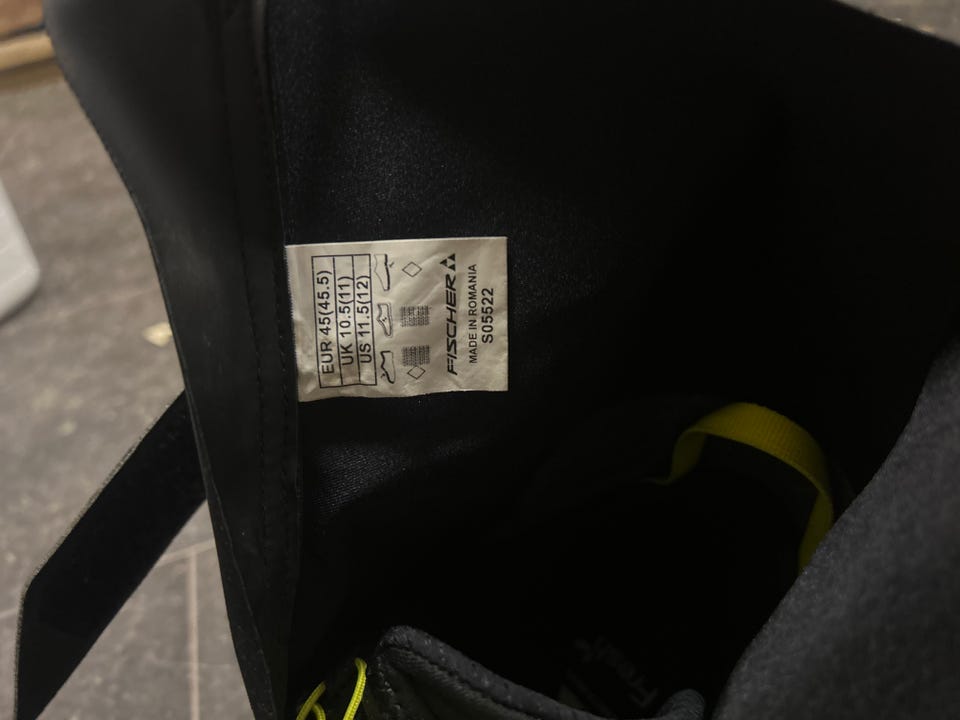 EUR 45(45.5)
UK 10.5(11)
US 11.5(12)
FISCHER
MADE IN ROMANIA
S05522